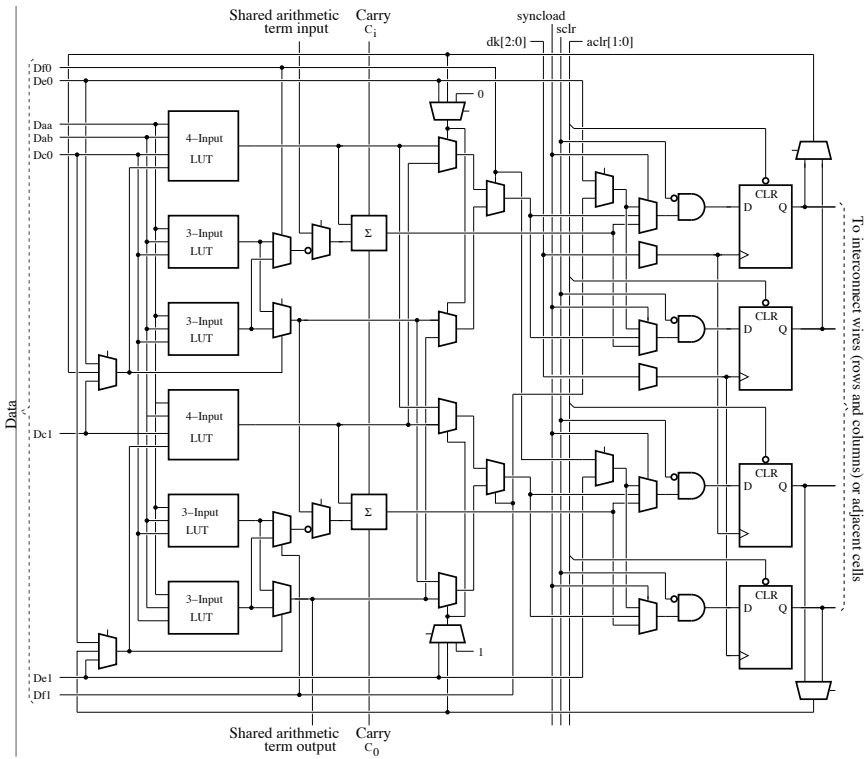 Shared arithmetic
term input
Carry
Ci
syncload
sclr
dk[2:0]
aclr[1:0]
Df0
De0
0
Daa
Dab
Dc0
4–Input
LUT
CLR
D
Q
3–Input
LUT
Σ
3–Input
LUT
CLR
D
Q
Data
4–Input
LUT
Dc1
CLR
D
Q
3–Input
LUT
Σ
3–Input
LUT
CLR
D
Q
1
De1
Df1
To interconnect wires (rows and columns) or adjacent cells
Shared arithmetic
term output
Carry
C0